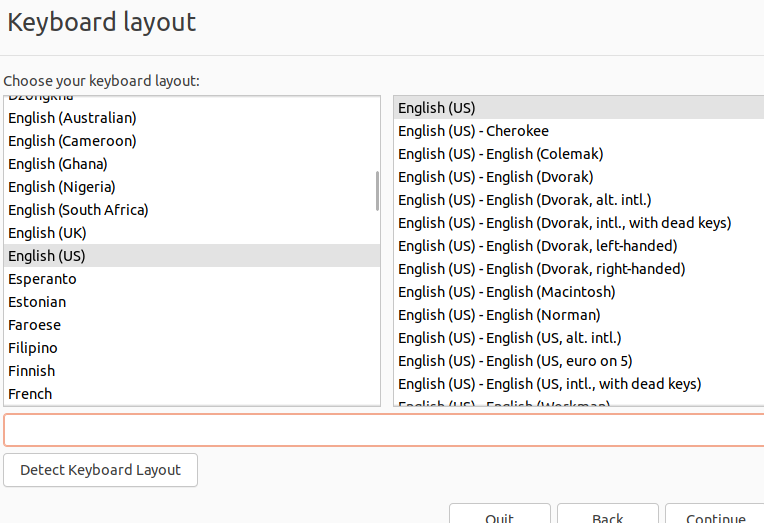 Keyboard layout
Choose your keyboard layout:
Dzongkha
English (Australian)
English (Cameroon)
English (Ghana)
English (Nigeria)
English (South Africa)
English (UK)
English (US)
Esperanto
Estonian
Faroese
Filipino
Finnish
French
English (US)
English (US) - Cherokee
English (US) - English (Colemak)
English (US) - English (Dvorak)
English (US) - English (Dvorak, alt. intl.)
English (US) - English (Dvorak, intl., with dead keys)
English (US) - English (Dvorak, left-handed)
English (US) - English (Dvorak, right-handed)
English (US) - English (Macintosh)
English (US) - English (Norman)
English (US) - English (US, alt. intl.)
English (US) - English (US, euro on 5)
English (US) - English (US, intl., with dead keys)
English (US) - English (Workman)
Detect Keyboard Layout
Quit Back Continue